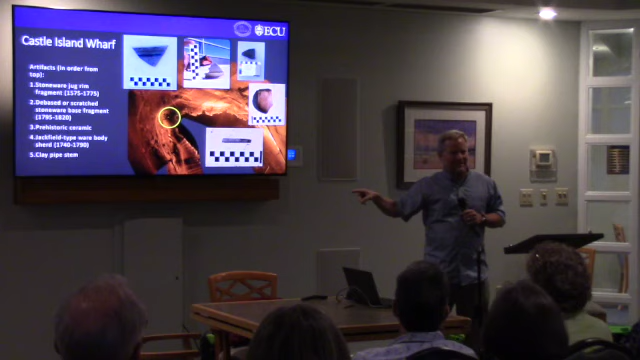 Castle Island Wharf
ECU
Artifacts (in order from
top):
1.Stoneware jug rim
fragment (1575-1775)
2.Debased or scratched
stoneware base fragment
(1795-1820)
3.Prehistoric ceramic
4.Jackfield-type ware body
sherd (1740-1790)
5.Clay pipe stem